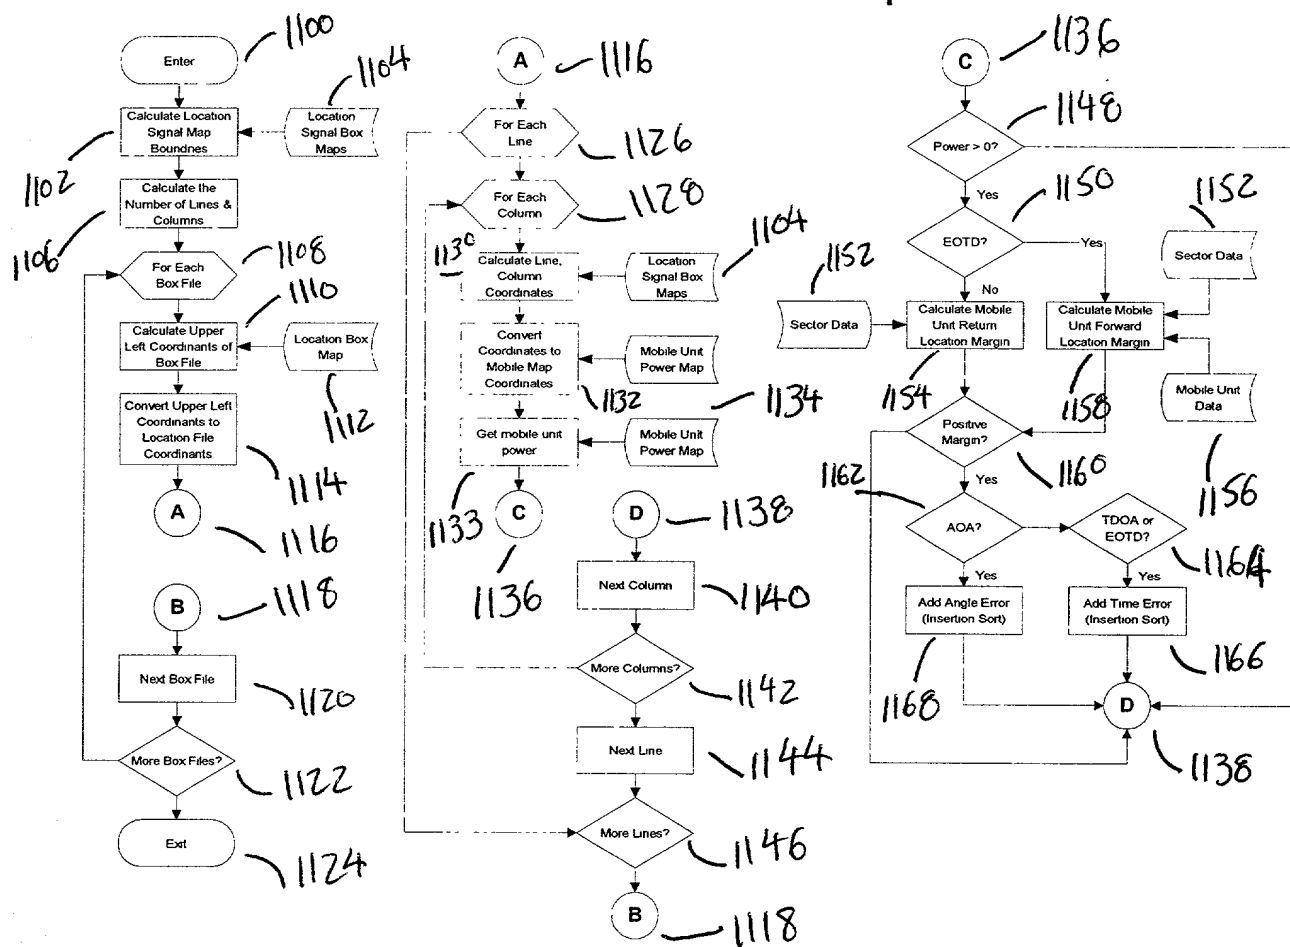 Enter
1100
1104
Calculate Location
Signal Map
Boundries
Location
Signal Box
Maps
1102
Calculate the
Number of Lines &
Columns
1106
For Each
Box File
1108
1110
Calculate Upper
Left Coordinants of
Box File
Location Box
Map
1112
Convert Upper Left
Coordinants to
Location File
Coordinants
1114
A
1116
B
1118
Next Box File
1120
More Box Files?
1122
Exit
1124
A
1116
For Each
Line
1126
For Each
Column
1128
1130
1104
Calculate Line,
Column
Coordinates
Location
Signal Box
Maps
Convert
Coordinates to
Mobile Map
Coordinates
Mobile Unit
Power Map
1132
1134
Get mobile unit
power
Mobile Unit
Power Map
1133
C
1136
D
1138
Next Column
1140
More Columns?
1142
Next Line
1144
More Lines?
1146
B
1118
C
1136
1148
Power > 0?
Yes
1150
1152
EOTD?
Yes
Sector Data
1152
No
Sector Data
Calculate Mobile
Unit Return
Location Margin
Calculate Mobile
Unit Forward
Location Margin
1154
1158
Mobile Unit
Data
1156
Positive
Margin?
1160
1162
Yes
AOA?
TDOA or
EOTD?
1164
Yes
Yes
Add Angle Error
(Insertion Sort)
Add Time Error
(Insertion Sort)
1168
1166
D
1138